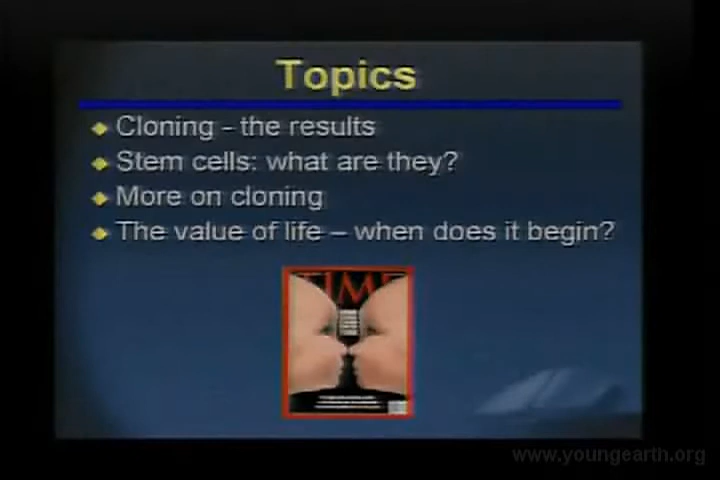 Topics
Cloning - the results
Stem cells: what are they?
More on cloning
The value of life – when does it begin?
TIME
www.youngearth.org